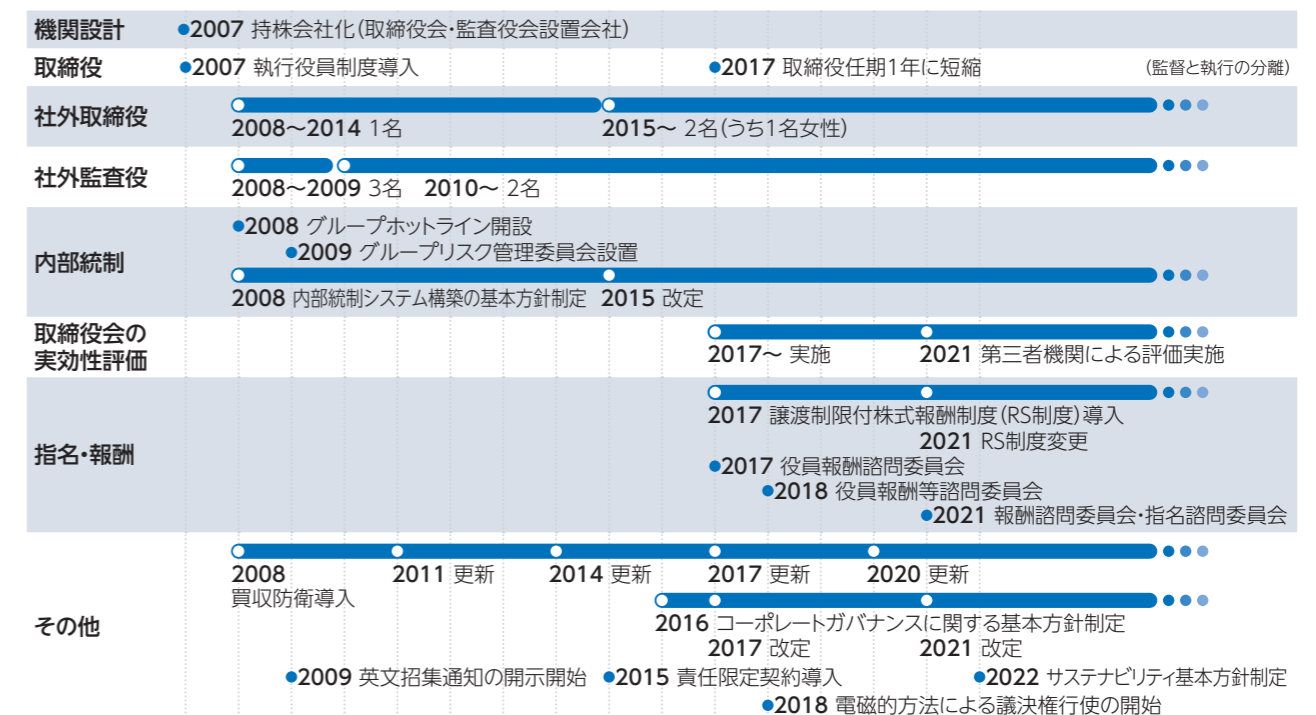 機関設計
●2007 持株会社化(取締役会・監査役会設置会社)
取締役
●2007 執行役員制度導入
●2017 取締役任期1年に短縮
(監督と執行の分離)
社外取締役
2008～2014 1名
2015～ 2名(うち1名女性)
社外監査役
2008～2009 3名
2010～ 2名
内部統制
●2008 グループホットライン開設
●2009 グループリスク管理委員会設置
2008 内部統制システム構築の基本方針制定
2015 改定
取締役会の
実効性評価
2017～ 実施
2021 第三者機関による評価実施
指名・報酬
2017 譲渡制限付株式報酬制度(RS制度)導入
2021 RS制度変更
●2017 役員報酬諮問委員会
●2018 役員報酬等諮問委員会
●2021 報酬諮問委員会・指名諮問委員会
その他
2008
買収防衛導入
2011 更新
2014 更新
2017 更新
2020 更新
2016 コーポレートガバナンスに関する基本方針制定
2017 改定
2021 改定
●2009 英文招集通知の開示開始
●2015 責任限定契約導入
●2022 サステナビリティ基本方針制定
●2018 電磁的方法による議決権行使の開始